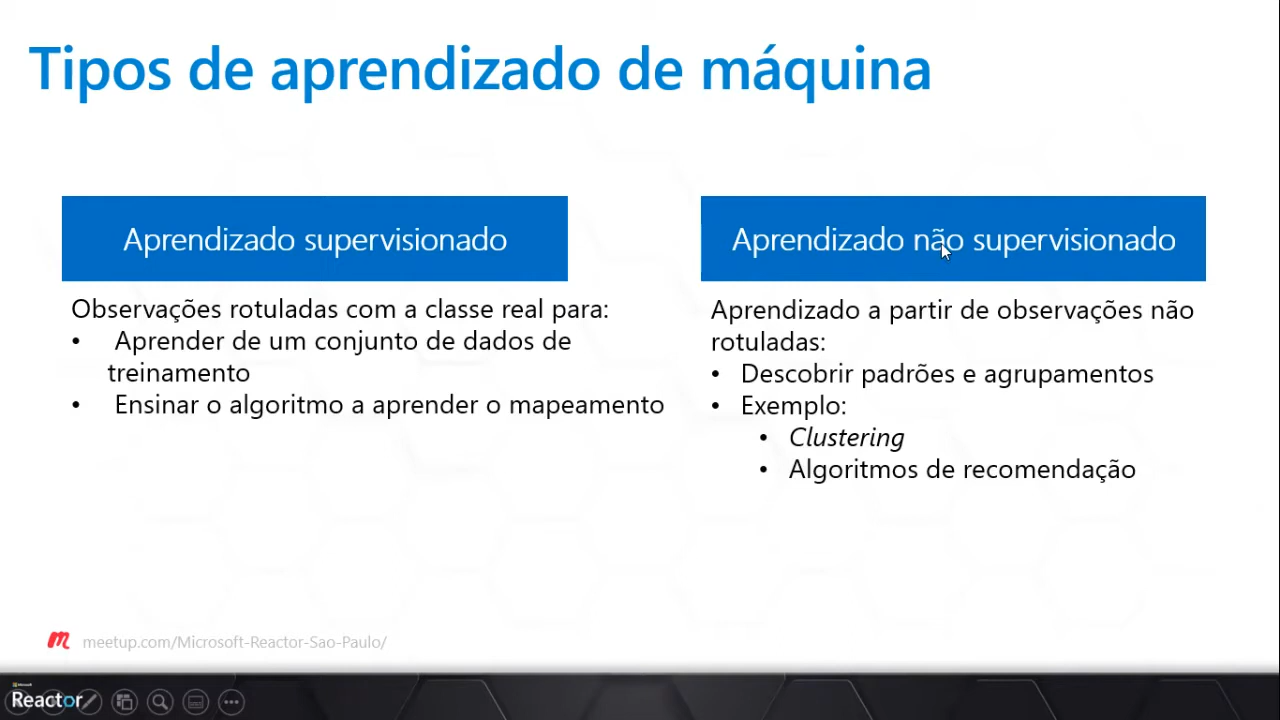 Tipos de aprendizado de máquina
Aprendizado supervisionado
Observações rotuladas com a classe real para:
• Aprender de um conjunto de dados de
treinamento
• Ensinar o algoritmo a aprender o mapeamento
Aprendizado não supervisionado
Aprendizado a partir de observações não
rotuladas:
• Descobrir padrões e agrupamentos
• Exemplo:
• Clustering
• Algoritmos de recomendação
m meetup.com/Microsoft-Reactor-Sao-Paulo/
Microsoft
Reactor